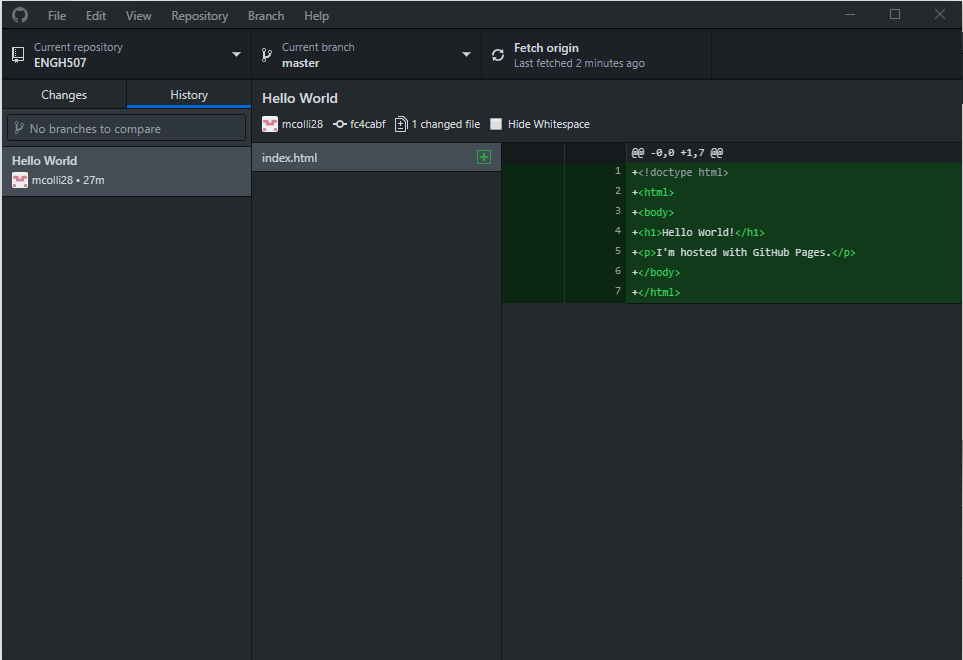 File Edit View Repository Branch Help
Current repository
ENGH507
Current branch
master
Fetch origin
Last fetched 2 minutes ago
Changes History
No branches to compare
Hello World
mcolli28 • 27m
Hello World
mcolli28 fc4cabf 1 changed file Hide Whitespace
index.html
@@ -0,0 +1,7 @@
1 +<!doctype html>
2 +<html>
3 +<body>
4 +<h1>Hello World!</h1>
5 +<p>I'm hosted with GitHub Pages.</p>
6 +</body>
7 +</html>